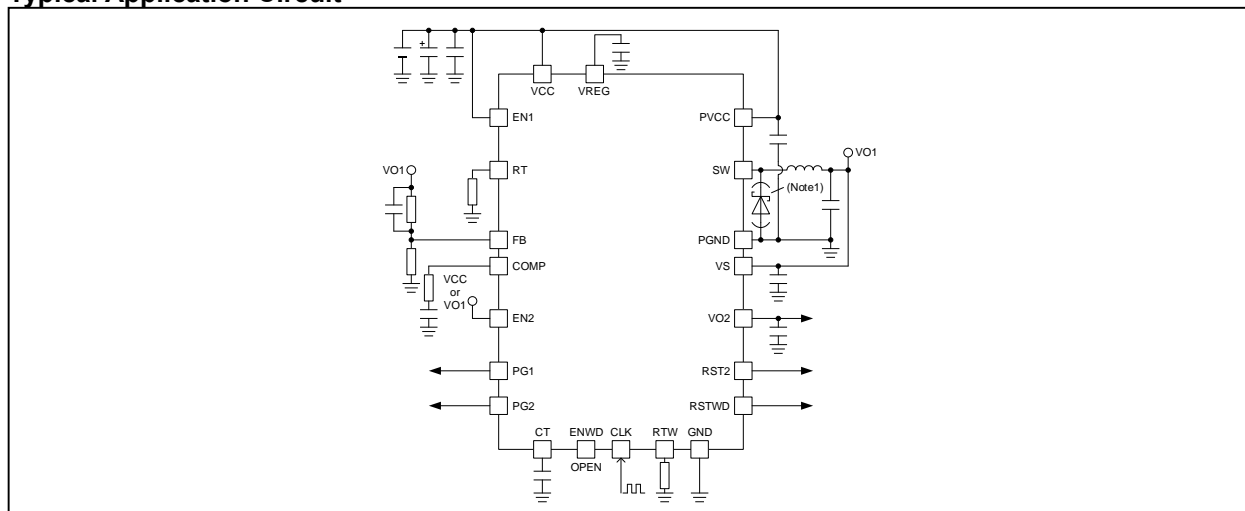 Typical Application Circuit
+
VCC
VREG
EN1
PVCC
RT
SW
VO1
VO1
(Note1)
FB
PGND
COMP
VS
VCC
or
VO1
EN2
VO2
PG1
RST2
PG2
RSTWD
CT
ENWD
CLK
RTW
GND
OPEN